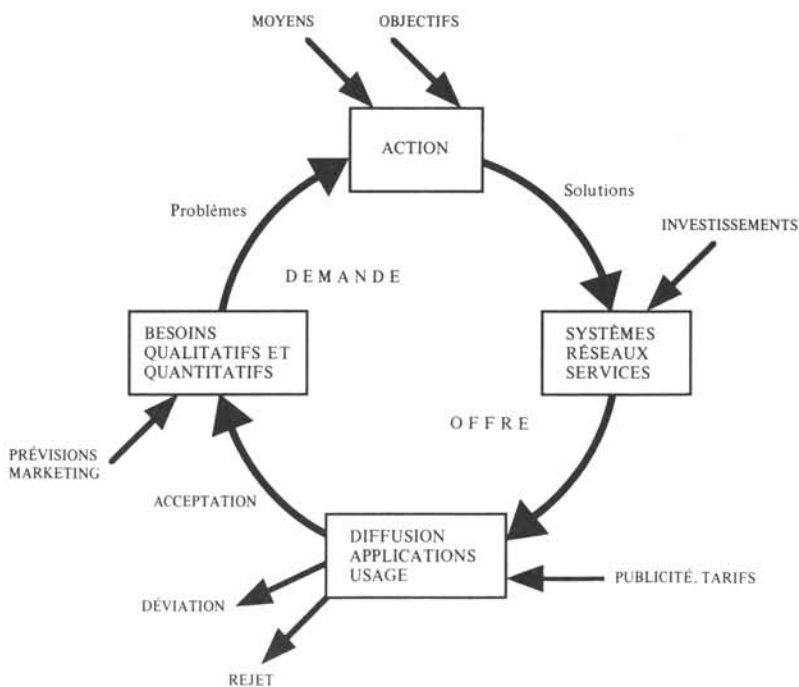 MOYENS
OBJECTIFS
ACTION
Problèmes
Solutions
INVESTISSEMENTS
DEMANDE
BESOINS
QUALITATIFS ET
QUANTITATIFS
SYSTÈMES
RÉSEAUX
SERVICES
OFFRE
PRÉVISIONS
MARKETING
ACCEPTATION
DIFFUSION
APPLICATIONS
USAGE
PUBLICITÉ, TARIFS
DÉVIATION
REJET